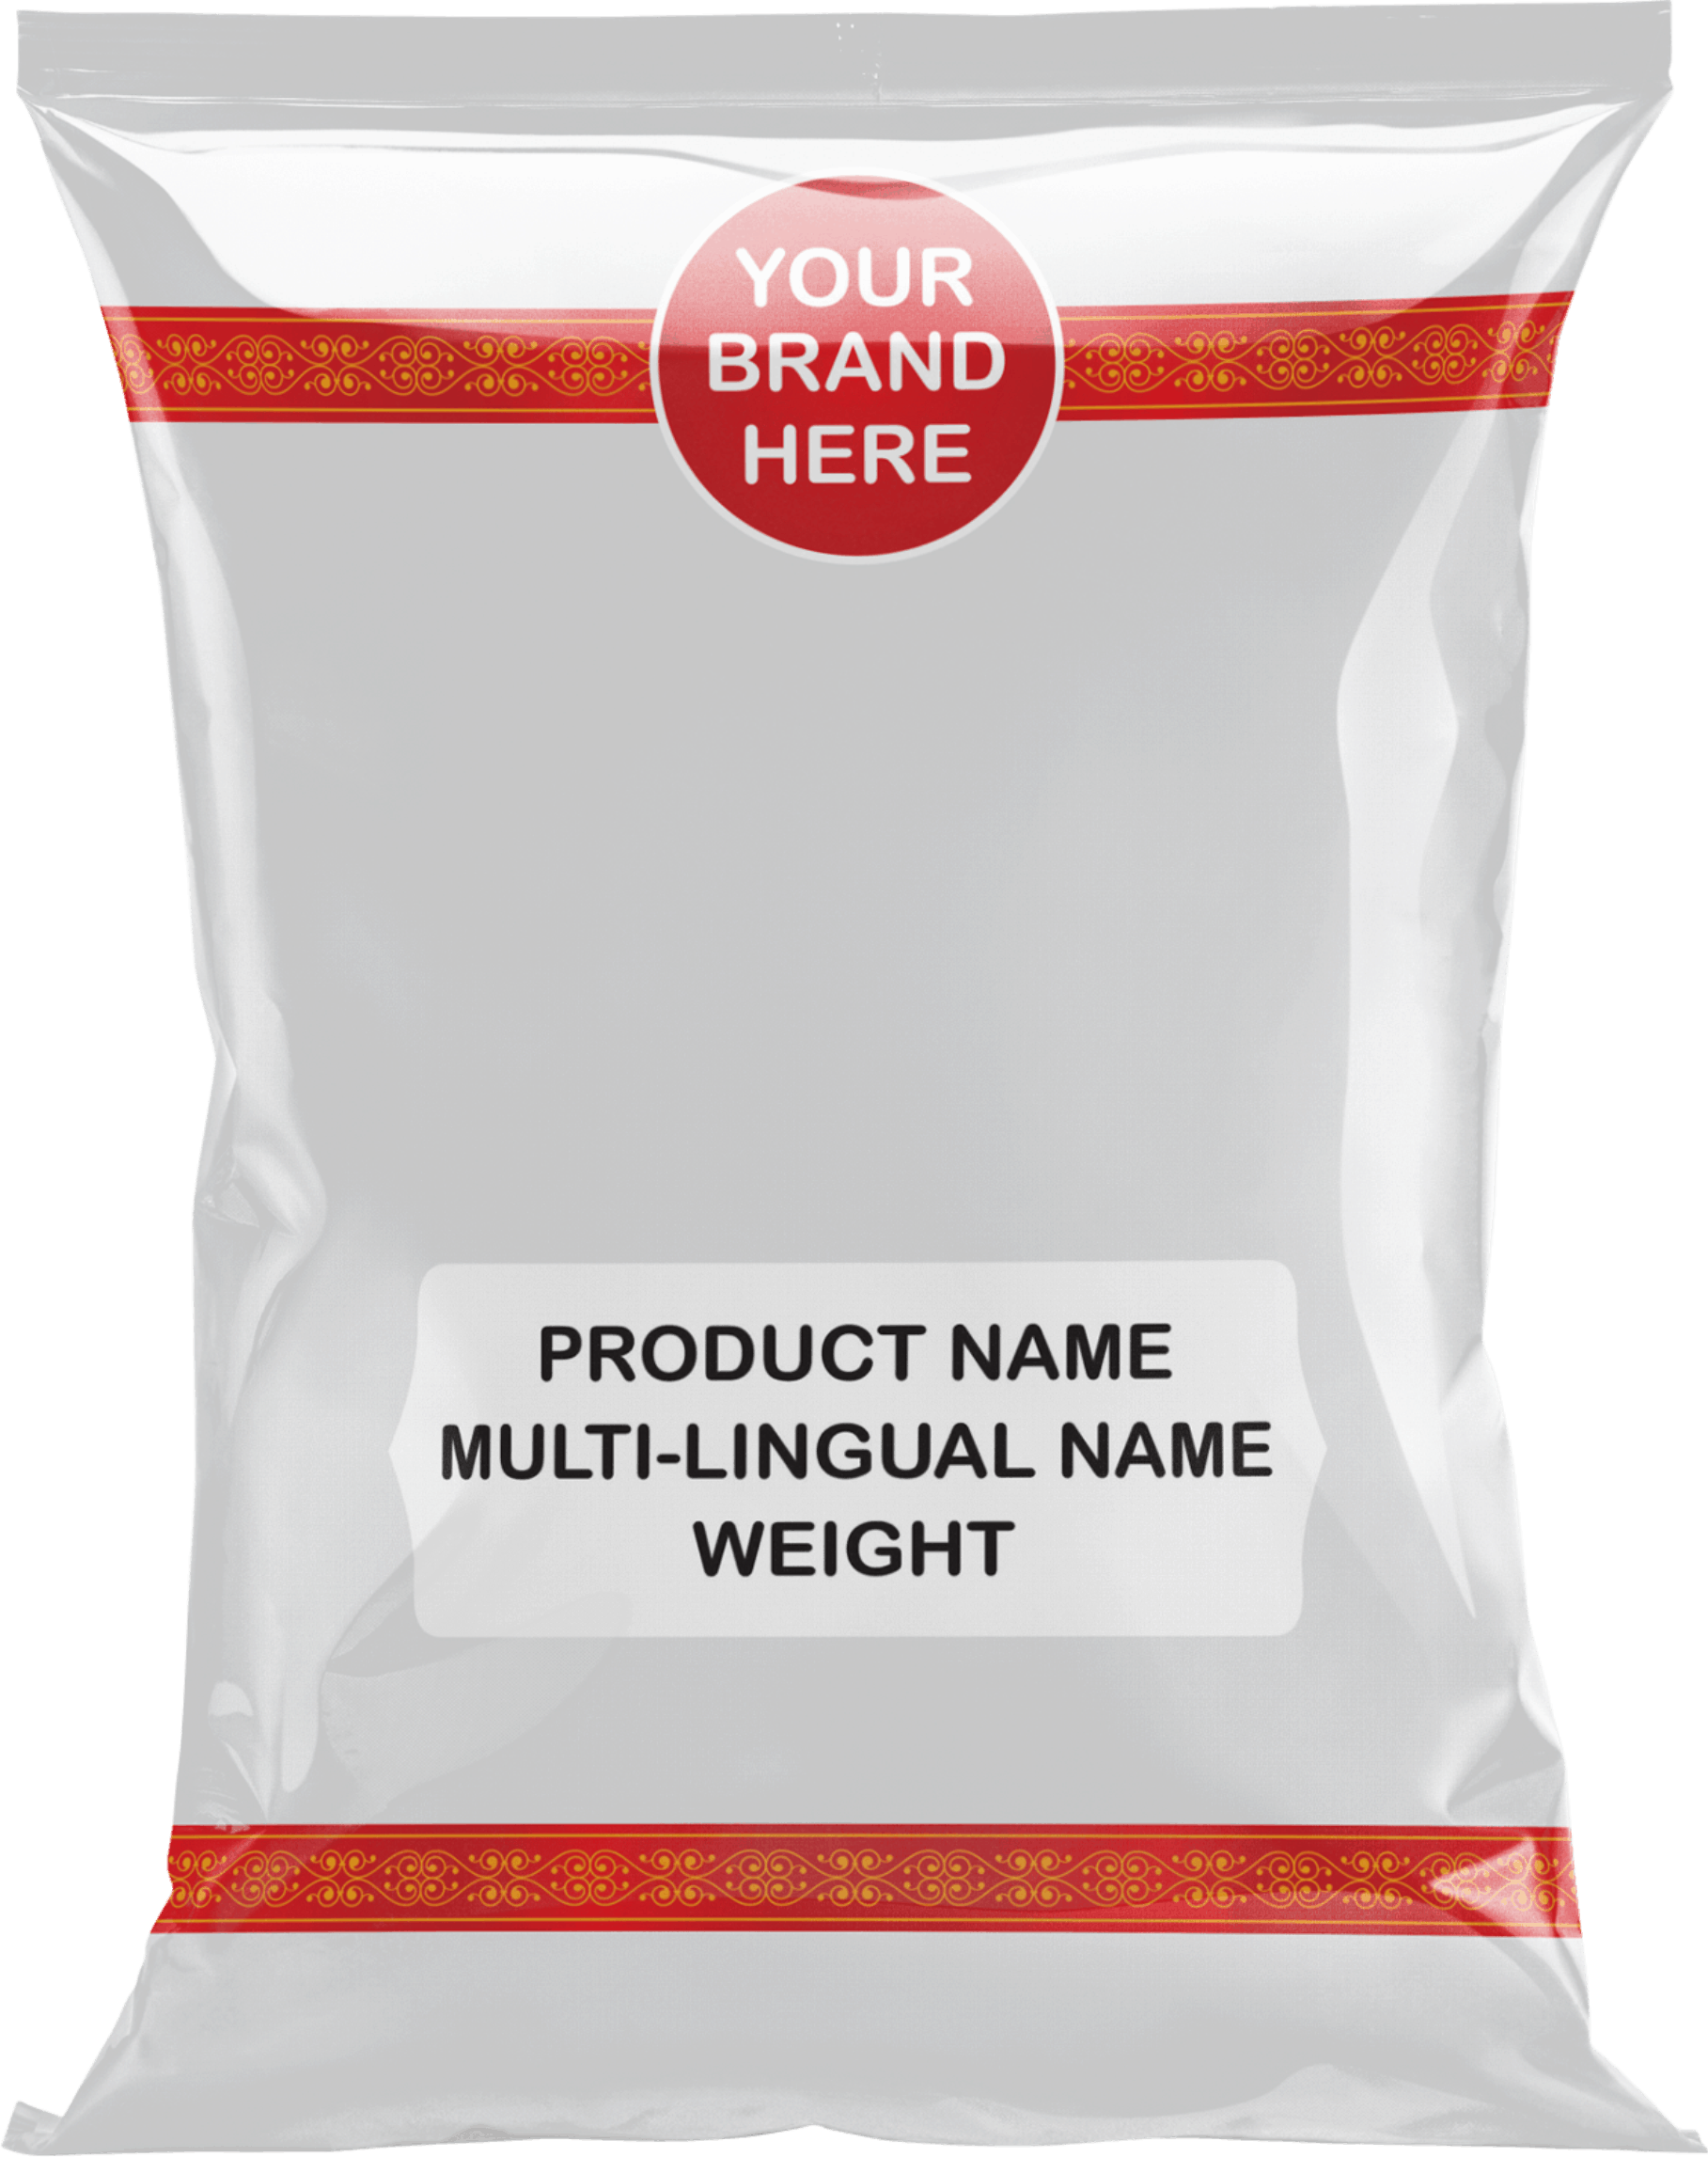 YOUR
BRAND
HERE
PRODUCT NAME
MULTI-LINGUAL NAME
WEIGHT